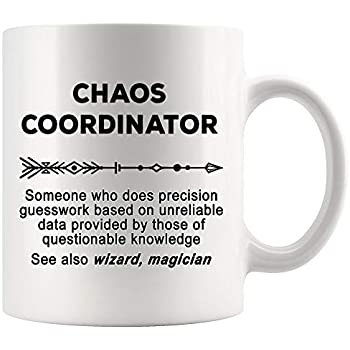 CHAOS
COORDINATOR
Someone who does precision
guesswork based on unreliable
data provided by those of
questionable knowledge
See also wizard, magician